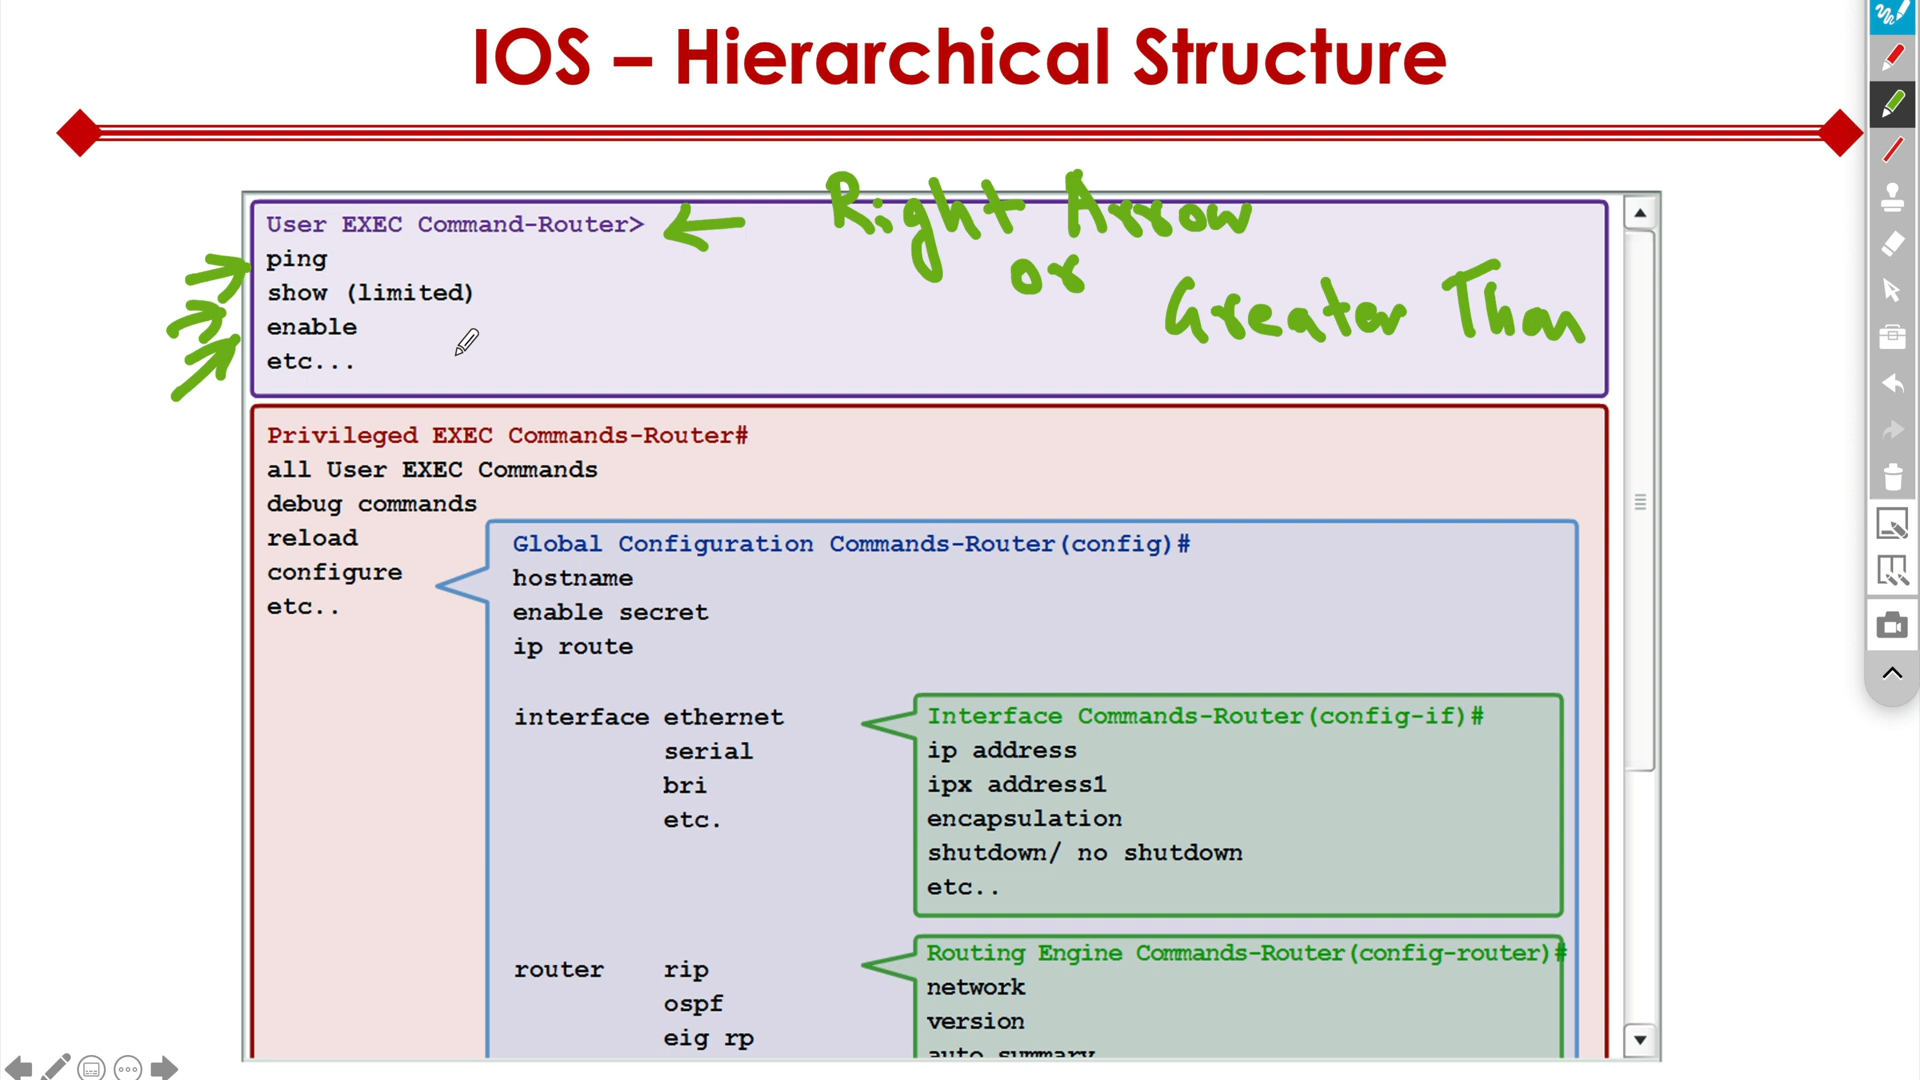 IOS – Hierarchical Structure
User EXEC Command-Router>
Right Arrow
or
Greater Than
ping
show (limited)
enable
etc...
Privileged EXEC Commands-Router#
all User EXEC Commands
debug commands
reload
configure
etc..
Global Configuration Commands-Router(config)#
hostname
enable secret
ip route
interface ethernet
serial
bri
etc.
Interface Commands-Router(config-if)#
ip address
ipx address1
encapsulation
shutdown/ no shutdown
etc..
router rip
ospf
eig rp
Routing Engine Commands-Router(config-router)#
network
version
auto summary